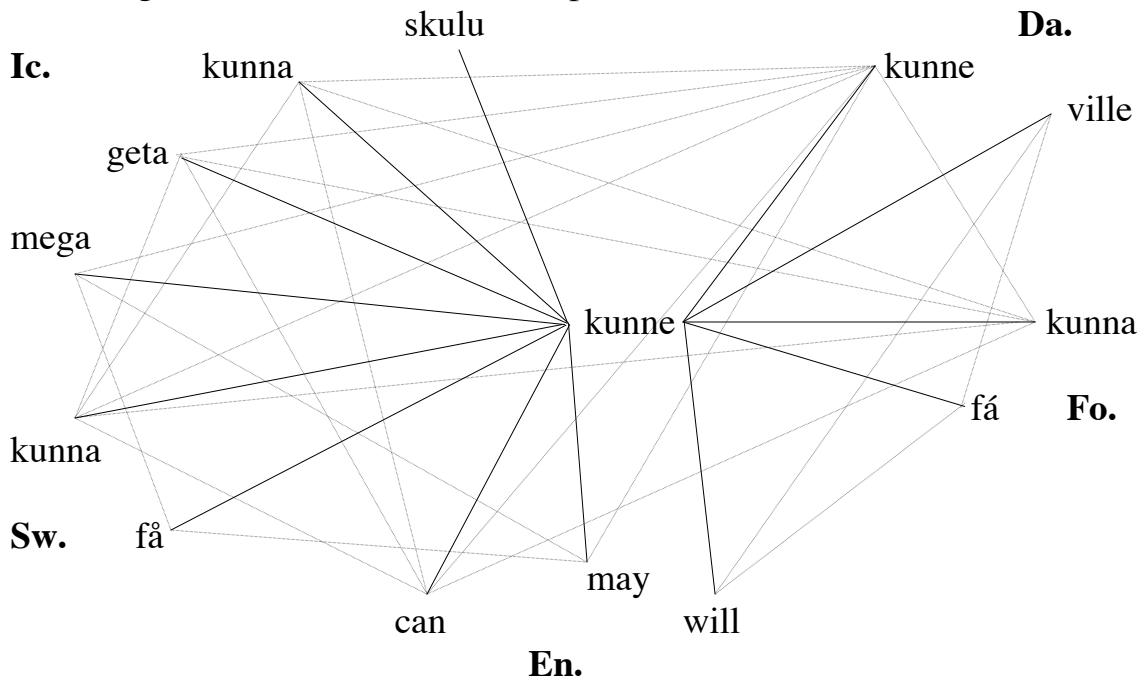 skulu
Da.
Ic.
kunna
kunne
ville
geta
mega
kunne
kunna
fá
Fo.
kunna
Sw.
få
may
can
will
En.